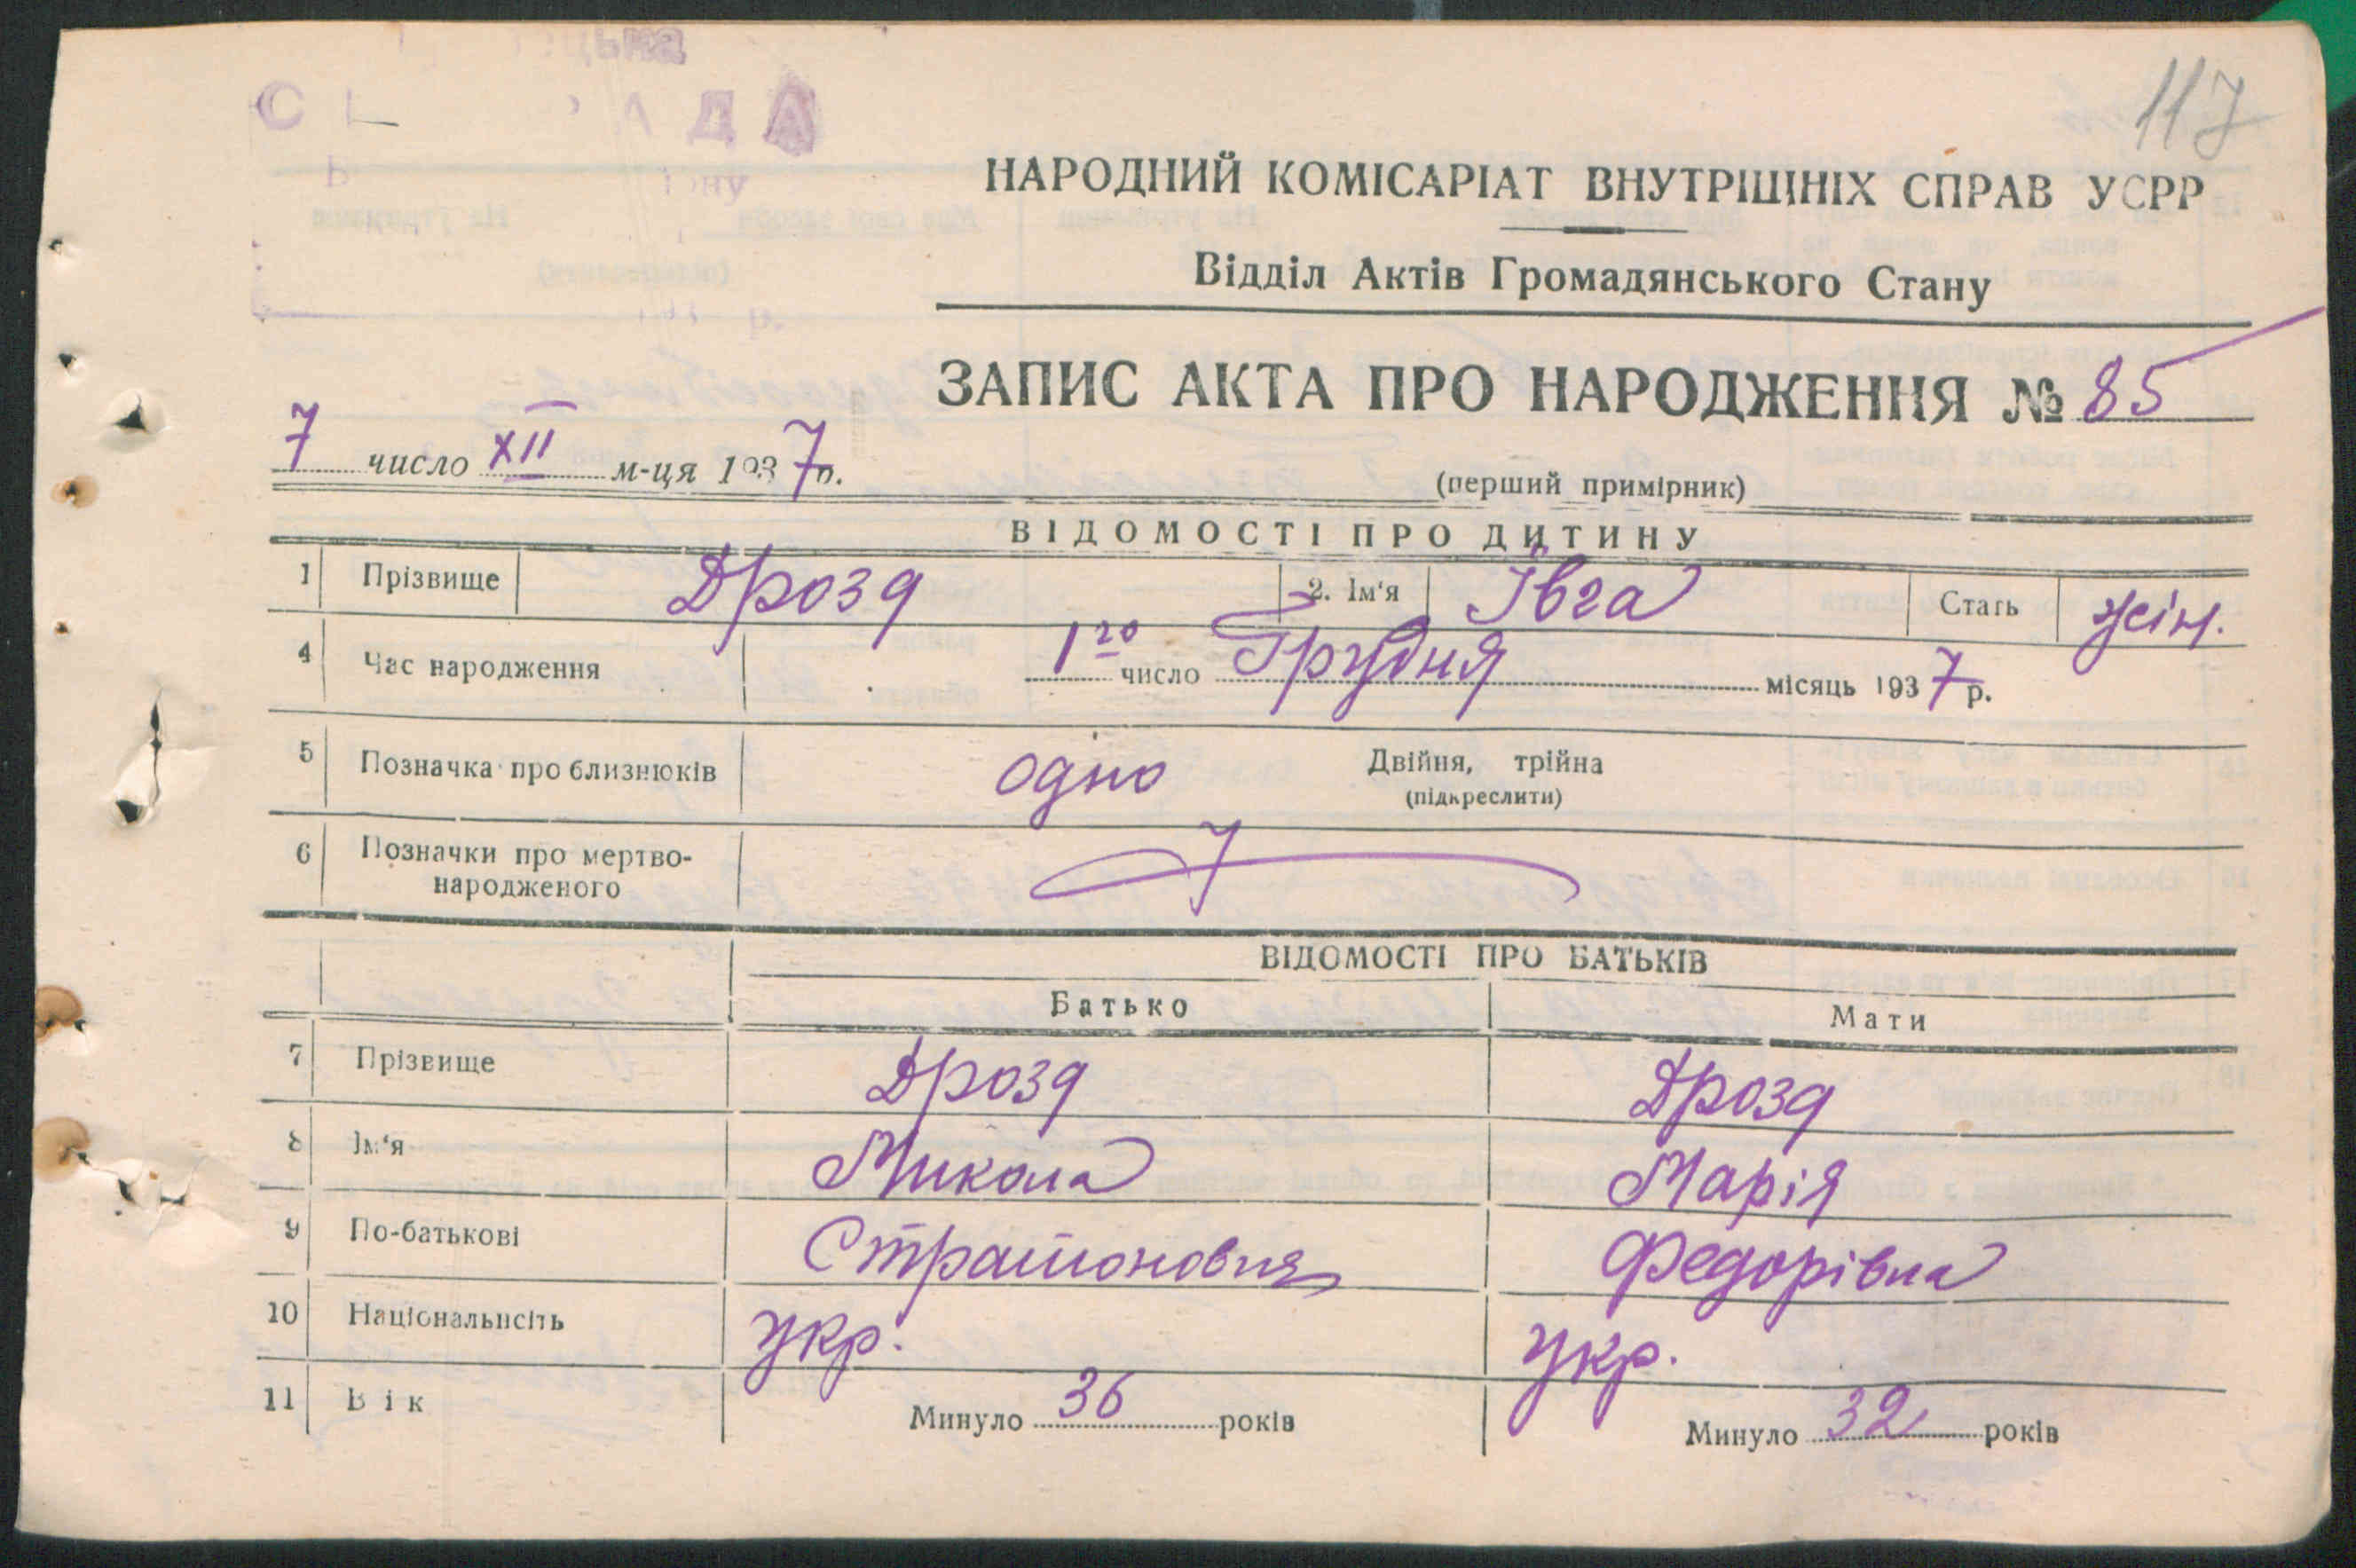 117
НАРОДНИЙ КОМІСАРІАТ ВНУТРІШНІХ СПРАВ УСРР
Відділ Актів Громадянського Стану
ЗАПИС АКТА ПРО НАРОДЖЕННЯ № 85
7 число XII м-ця 1937 р.
(перший примірник)
ВІДОМОСТІ ПРО ДИТИНУ
1 Прізвище Дрозд 2. Ім'я Івга Стать жін.
4 Час народження 1го число Грудня місяць 1937 р.
5 Позначка про близнюків одно Двійня, трійна
(підкреслити)
6 Позначки про мертво-
народженого
ВІДОМОСТІ ПРО БАТЬКІВ
Батько Мати
7 Прізвище Дрозд Дрозд
8 Ім'я Микола Марія
9 По-батькові Федорівна
10 Національність укр. укр.
11 Вік Минуло 36 років Минуло 32 років